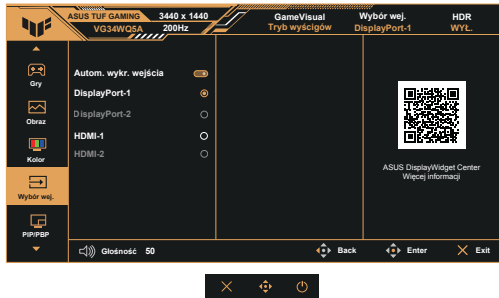 ASUS TUF GAMING 3440 x 1440
VG34WQ5A 200Hz
GameVisual
Tryb wyścigów
Wybór wej.
DisplayPort-1
HDR
WYŁ.
Gry
Obraz
Kolor
Wybór wej.
PIP/PBP
Autom. wykr. wejścia
DisplayPort-1
DisplayPort-2
HDMI-1
HDMI-2
ASUS DisplayWidget Center
Więcej informacji
Głośność 50
Back
Enter
Exit